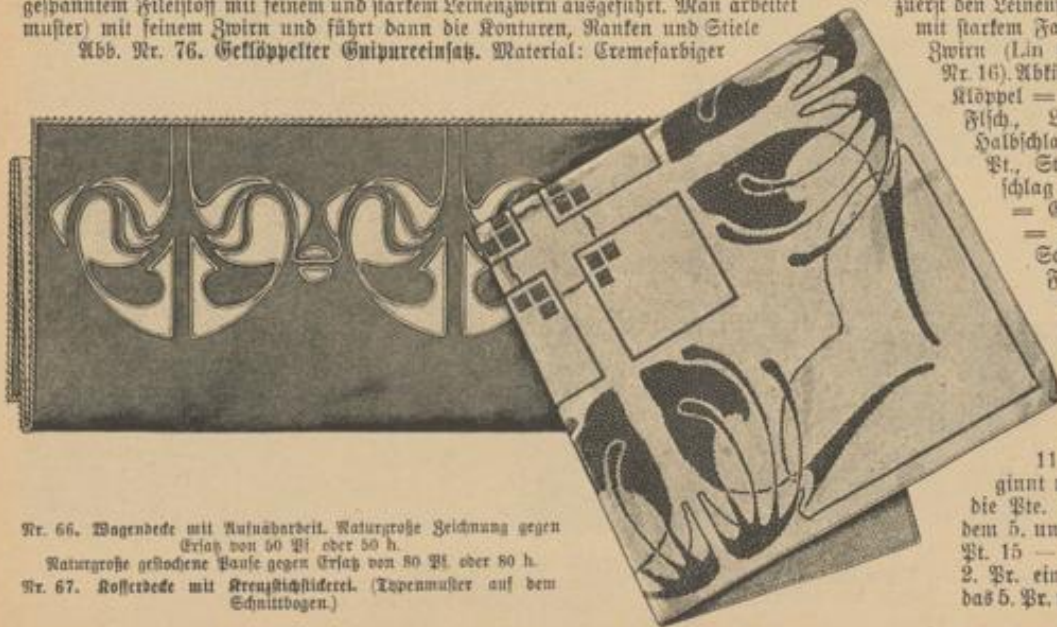 gespanntem Filetstoff mit feinem und starkem Leinenzwirn ausgeführt. Man arbeitet
muster) mit feinem Zwirn und führt dann die Konturen, Ranken und Stiele
Abb. Nr. 76. Geklöppelter Guipureeinsatz. Material: Cremefarbiger
zuerst den Leinen
mit starkem
Zwirn (Lin
Nr. 16).
Klöppel =
Flsch.,
Halbschla
Pt.,
schlag
=
=
Nr. 66. Wagendecke mit Aufnäharbeit. Naturgroße Zeichnung gegen
Ersatz von 50 Pf. oder 50 h.
Naturgroße gestochene Pause gegen Ersatz von 80 Pf. oder 80 h.
Nr. 67. Kofferdecke mit Kreuzstichstickerei. (Typenmuster auf dem
Schnittbogen.)
11
ginnt
die Pte.
dem 5. un
Pt. 15 —
2. Pr. ein
das 5. Pr.